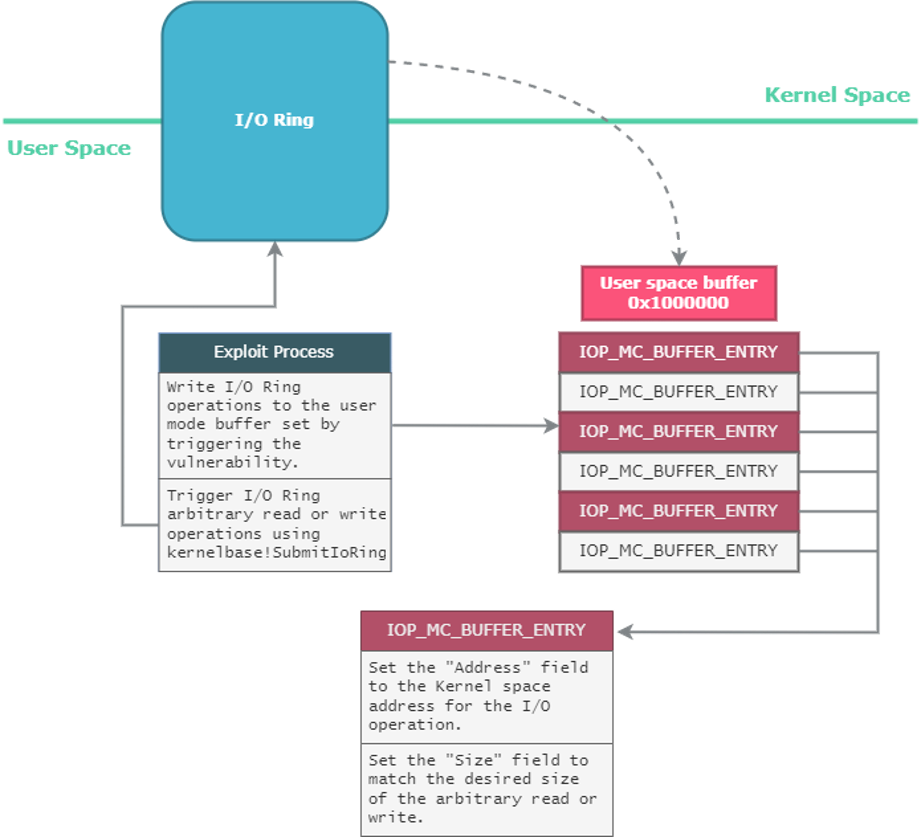 Kernel Space
I/O Ring
User Space
User space buffer
0x1000000
Exploit Process
Write I/O Ring
operations to the user
mode buffer set by
triggering the
vulnerability.
Trigger I/O Ring
arbitrary read or write
operations using
kernelbase!SubmitIoRing
IOP_MC_BUFFER_ENTRY
IOP_MC_BUFFER_ENTRY
IOP_MC_BUFFER_ENTRY
IOP_MC_BUFFER_ENTRY
IOP_MC_BUFFER_ENTRY
IOP_MC_BUFFER_ENTRY
IOP_MC_BUFFER_ENTRY
Set the "Address" field
to the Kernel space
address for the I/O
operation.
Set the "Size" field to
match the desired size
of the arbitrary read or
write.